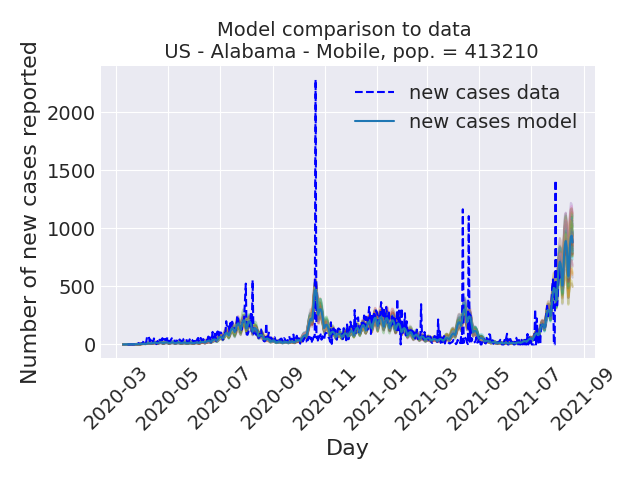 Model comparison to data
US - Alabama - Mobile, pop. = 413210
Number of new cases reported
2000
1500
1000
500
0
new cases data
new cases model
2020-03
2020-05
2020-07
2020-09
2020-11
2021-01
2021-03
2021-05
2021-07
2021-09
Day